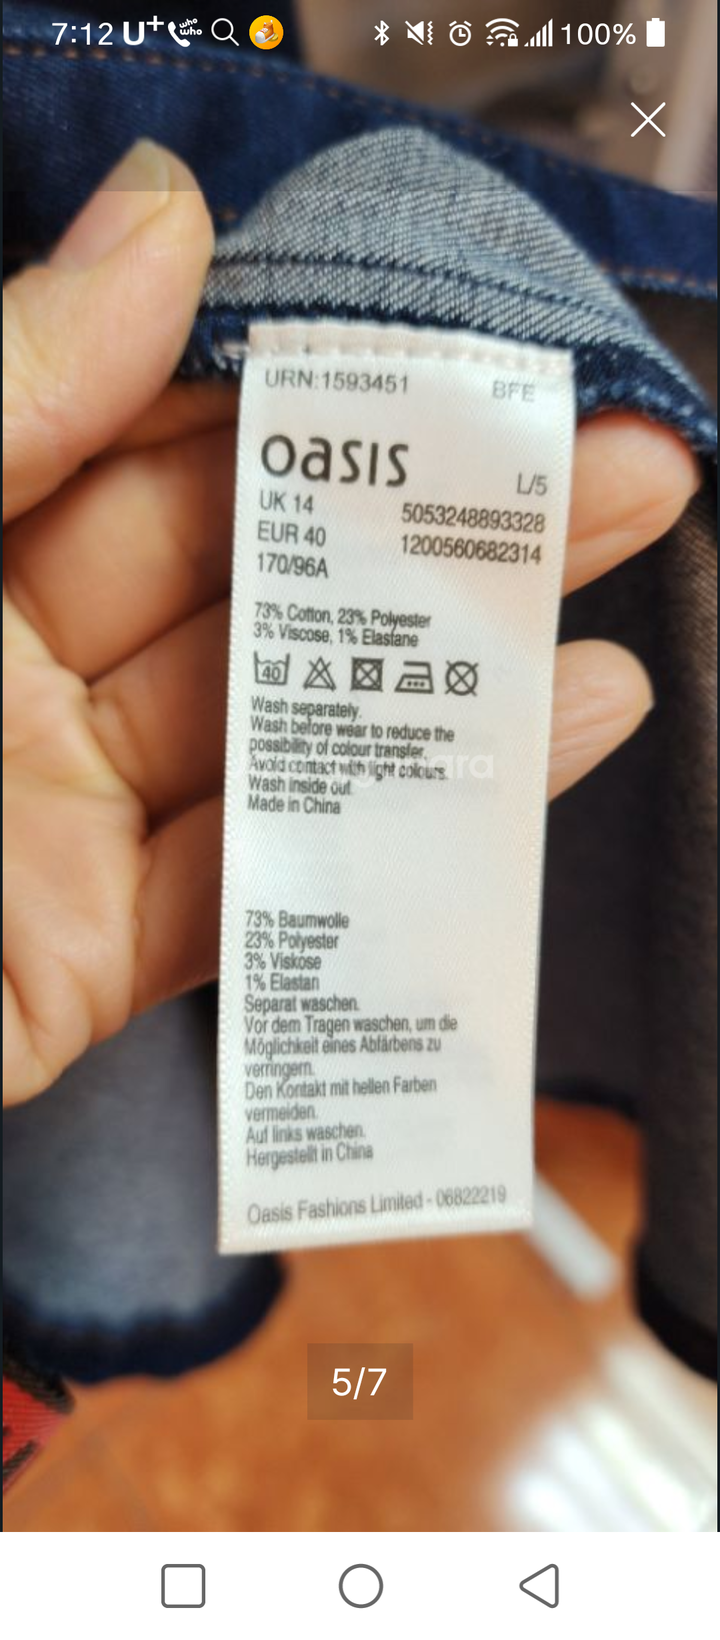 7:12 U+ who who 100%
URN:1593451 BFE
oasis
L/5
UK 14 5053248893328
EUR 40 1200560682314
170/96A
73% Cotton, 23% Polyester
3% Viscose, 1% Elastane
40
Wash separately.
Wash before wear to reduce the
possibility of colour transfer.
Avoid contact with light colours.
Wash inside out.
Made in China
73% Baumwolle
23% Polyester
3% Viskose
1% Elastan
Separat waschen.
Vor dem Tragen waschen, um die
Möglichkeit eines Abfärbens zu
verringern.
Den Kontakt mit hellen Farben
vermeiden.
Auf links waschen.
Hergestellt in China
Oasis Fashions Limited - 06822219
5/7